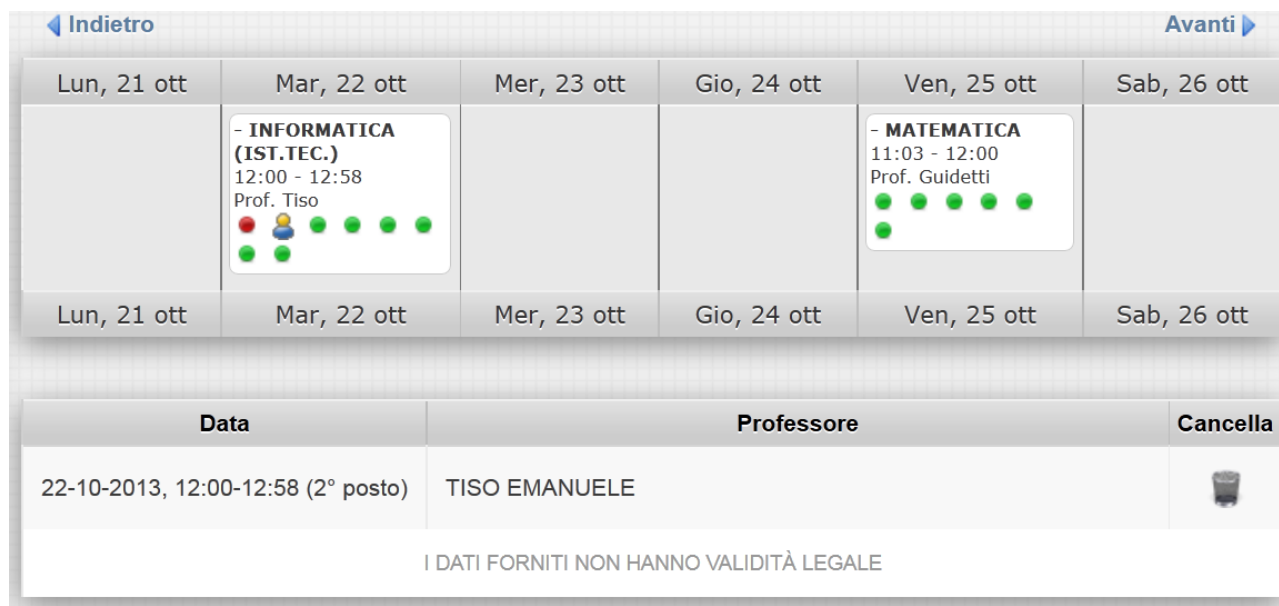 Indietro Avanti
Lun, 21 ott Mar, 22 ott Mer, 23 ott Gio, 24 ott Ven, 25 ott Sab, 26 ott
- INFORMATICA
(IST.TEC.)
12:00 - 12:58
Prof. Tiso
- MATEMATICA
11:03 - 12:00
Prof. Guidetti
Lun, 21 ott Mar, 22 ott Mer, 23 ott Gio, 24 ott Ven, 25 ott Sab, 26 ott
Data Professore Cancella
22-10-2013, 12:00-12:58 (2° posto) TISO EMANUELE
I DATI FORNITI NON HANNO VALIDITÀ LEGALE